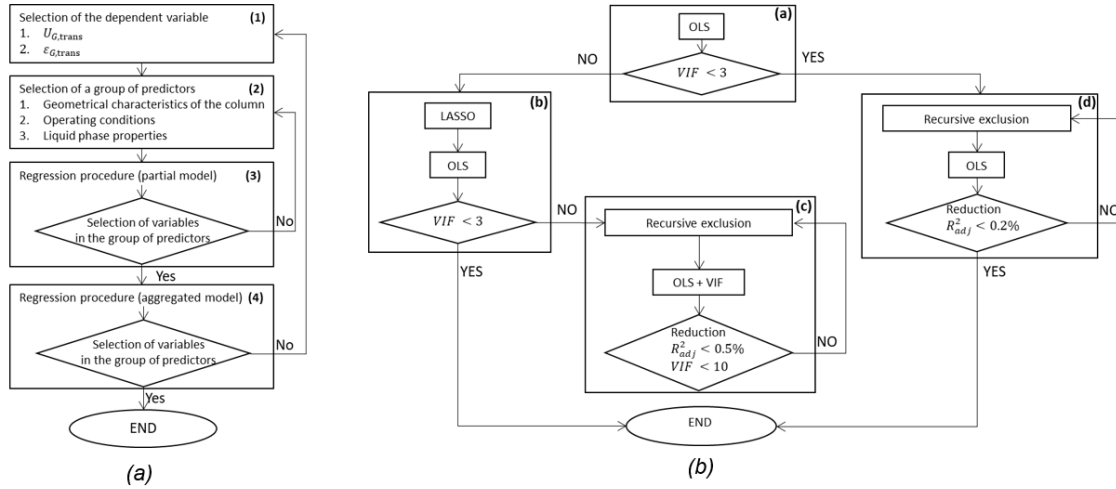 Selection of the dependent variable (1)
1. U_G,trans
2. ε_G,trans
Selection of a group of predictors (2)
1. Geometrical characteristics of the column
2. Operating conditions
3. Liquid phase properties
Regression procedure (partial model) (3)
Selection of variables
in the group of predictors
No
Yes
Regression procedure (aggregated model) (4)
Selection of variables
in the group of predictors
No
Yes
END
(a)
(a)
OLS
VIF < 3
NO
YES
(b)
LASSO
OLS
VIF < 3
NO
YES
(c)
Recursive exclusion
OLS + VIF
Reduction
R²_adj < 0.5%
VIF < 10
NO
(d)
Recursive exclusion
OLS
Reduction
R²_adj < 0.2%
NO
YES
END
(b)